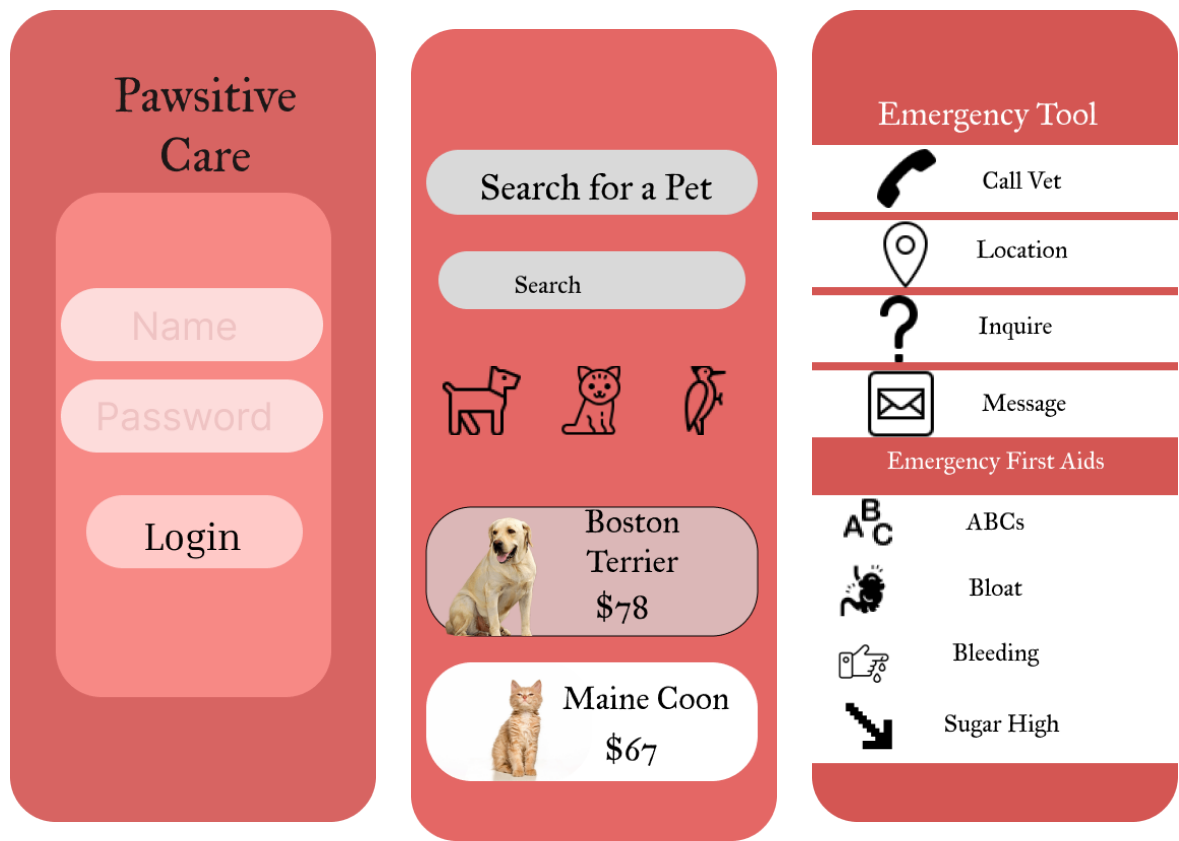 Pawsitive
Care
Name
Password
Login
Search for a Pet
Search
Boston
Terrier
$78
Maine Coon
$67
Emergency Tool
Call Vet
Location
Inquire
Message
Emergency First Aids
ABC
ABCs
Bloat
Bleeding
Sugar High